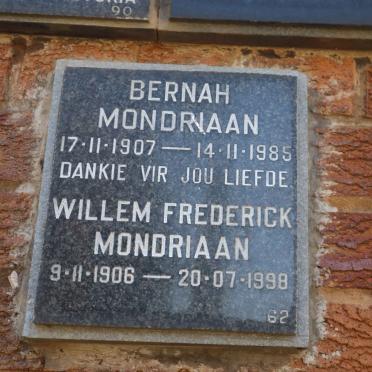 90
BERNAH
MONDRIAAN
17·11·1907 — 14·11·1985
DANKIE VIR JOU LIEFDE
WILLEM FREDERICK
MONDRIAAN
9·11·1906 — 20·07·1998
62